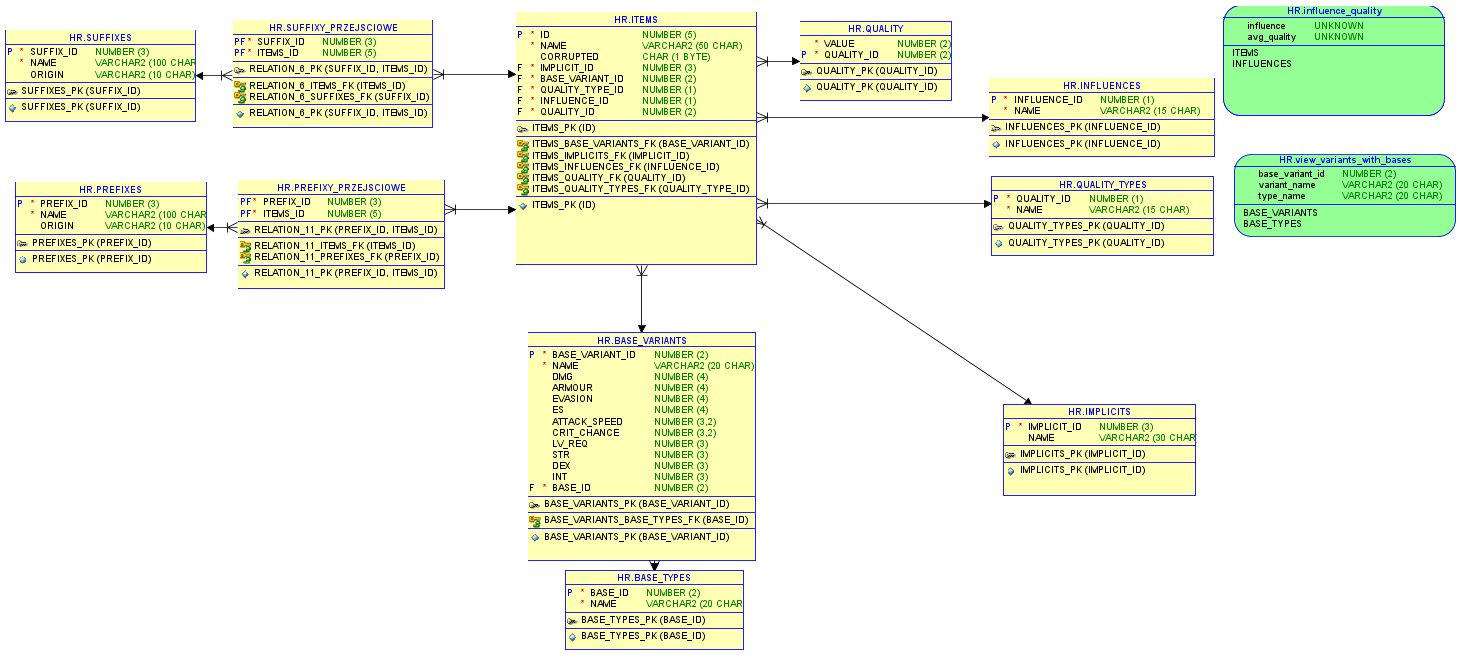 HR.SUFFIXES
P * SUFFIX_ID NUMBER (3)
* NAME VARCHAR2 (100 CHAR
ORIGIN VARCHAR2 (10 CHAR)
SUFFIXES_PK (SUFFIX_ID)
SUFFIXES_PK (SUFFIX_ID)
HR.SUFFIXY_PRZEJSCIOWE
PF* SUFFIX_ID NUMBER (3)
PF* ITEMS_ID NUMBER (5)
RELATION_6_PK (SUFFIX_ID, ITEMS_ID)
RELATION_6_ITEMS_FK (ITEMS_ID)
RELATION_6_SUFFIXES_FK (SUFFIX_ID)
RELATION_6_PK (SUFFIX_ID, ITEMS_ID)
HR.ITEMS
P * ID NUMBER (5)
* NAME VARCHAR2 (50 CHAR)
CORRUPTED CHAR (1 BYTE)
F * IMPLICIT_ID NUMBER (3)
F * BASE_VARIANT_ID NUMBER (2)
F * QUALITY_TYPE_ID NUMBER (1)
F * INFLUENCE_ID NUMBER (1)
F * QUALITY_ID NUMBER (2)
ITEMS_PK (ID)
ITEMS_BASE_VARIANTS_FK (BASE_VARIANT_ID)
ITEMS_IMPLICITS_FK (IMPLICIT_ID)
ITEMS_INFLUENCES_FK (INFLUENCE_ID)
ITEMS_QUALITY_FK (QUALITY_ID)
ITEMS_QUALITY_TYPES_FK (QUALITY_TYPE_ID)
ITEMS_PK (ID)
HR.QUALITY
* VALUE NUMBER (2)
P * QUALITY_ID NUMBER (2)
QUALITY_PK (QUALITY_ID)
QUALITY_PK (QUALITY_ID)
HR.influence_quality
influence UNKNOWN
avg_quality UNKNOWN
ITEMS
INFLUENCES
HR.INFLUENCES
P * INFLUENCE_ID NUMBER (1)
* NAME VARCHAR2 (15 CHAR)
INFLUENCES_PK (INFLUENCE_ID)
INFLUENCES_PK (INFLUENCE_ID)
HR.PREFIXES
P * PREFIX_ID NUMBER (3)
* NAME VARCHAR2 (100 CHAR
ORIGIN VARCHAR2 (10 CHAR)
PREFIXES_PK (PREFIX_ID)
PREFIXES_PK (PREFIX_ID)
HR.PREFIXY_PRZEJSCIOWE
PF* PREFIX_ID NUMBER (3)
PF* ITEMS_ID NUMBER (5)
RELATION_11_PK (PREFIX_ID, ITEMS_ID)
RELATION_11_ITEMS_FK (ITEMS_ID)
RELATION_11_PREFIXES_FK (PREFIX_ID)
RELATION_11_PK (PREFIX_ID, ITEMS_ID)
HR.QUALITY_TYPES
P * QUALITY_ID NUMBER (1)
* NAME VARCHAR2 (15 CHAR)
QUALITY_TYPES_PK (QUALITY_ID)
QUALITY_TYPES_PK (QUALITY_ID)
HR.view_variants_with_bases
base_variant_id NUMBER (2)
variant_name VARCHAR2 (20 CHAR)
type_name VARCHAR2 (20 CHAR)
BASE_VARIANTS
BASE_TYPES
HR.BASE_VARIANTS
P * BASE_VARIANT_ID NUMBER (2)
* NAME VARCHAR2 (20 CHAR)
DMG NUMBER (4)
ARMOUR NUMBER (4)
EVASION NUMBER (4)
ES NUMBER (4)
ATTACK_SPEED NUMBER (3,2)
CRIT_CHANCE NUMBER (3,2)
LV_REQ NUMBER (3)
STR NUMBER (3)
DEX NUMBER (3)
INT NUMBER (3)
F * BASE_ID NUMBER (2)
BASE_VARIANTS_PK (BASE_VARIANT_ID)
BASE_VARIANTS_BASE_TYPES_FK (BASE_ID)
BASE_VARIANTS_PK (BASE_VARIANT_ID)
HR.IMPLICITS
P * IMPLICIT_ID NUMBER (3)
NAME VARCHAR2 (30 CHAR
IMPLICITS_PK (IMPLICIT_ID)
IMPLICITS_PK (IMPLICIT_ID)
HR.BASE_TYPES
P * BASE_ID NUMBER (2)
* NAME VARCHAR2 (20 CHAR
BASE_TYPES_PK (BASE_ID)
BASE_TYPES_PK (BASE_ID)